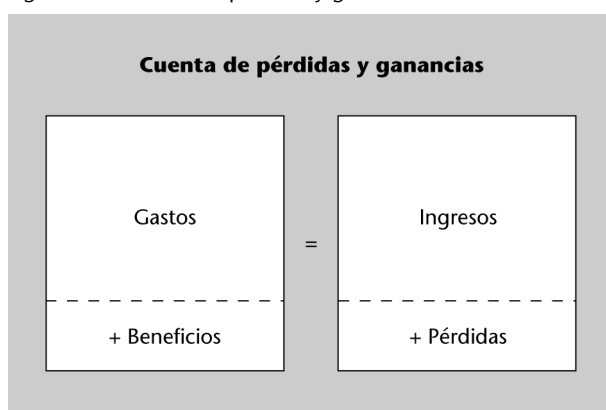 Cuenta de pérdidas y ganancias
Gastos
+ Beneficios
=
Ingresos
+ Pérdidas